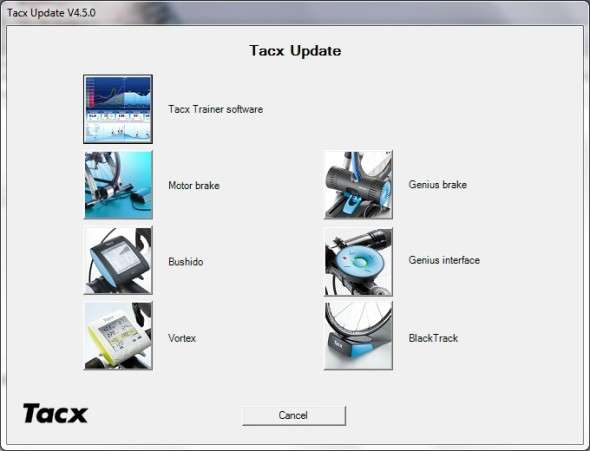 Tacx Update V4.5.0
Tacx Update
Tacx Trainer software
Motor brake
Genius brake
Bushido
Genius interface
Vortex
BlackTrack
Tacx
Cancel